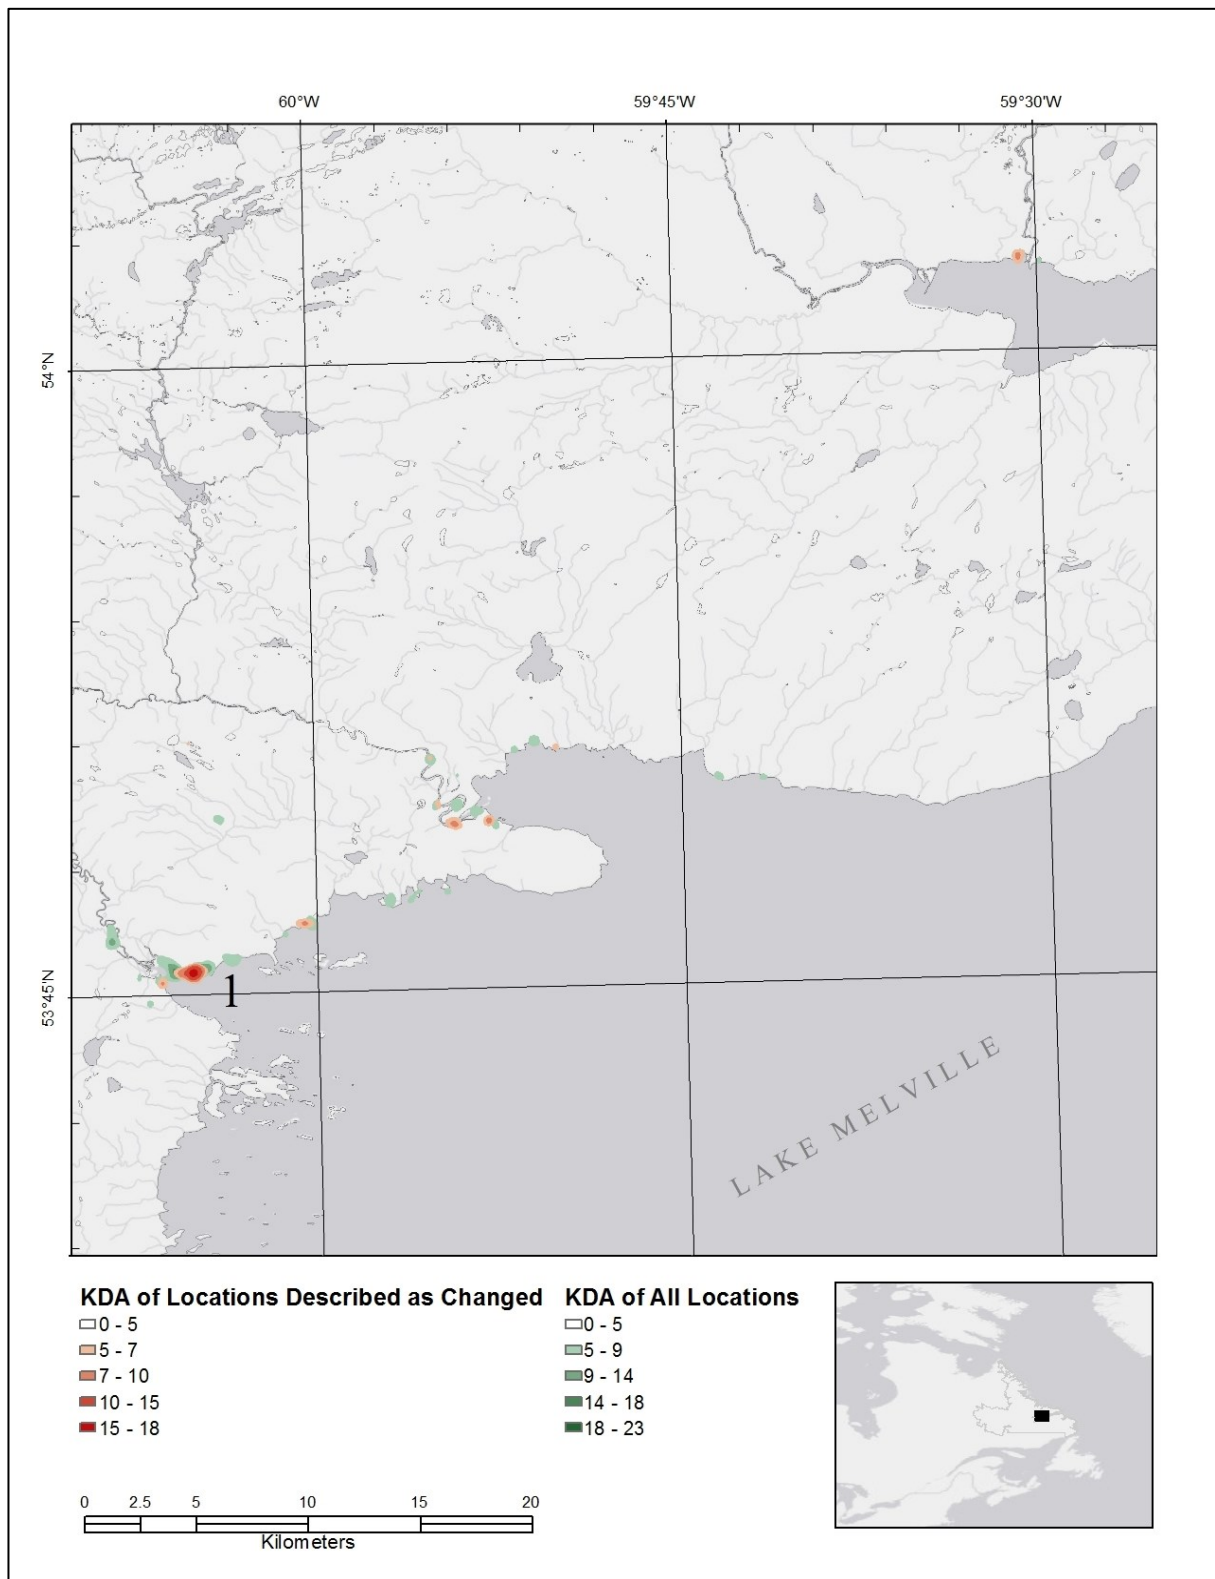 60°W 59°45'W 59°30'W
54°N
53°45'N
1
LAKE MELVILLE
KDA of Locations Described as Changed
0 - 5
5 - 7
7 - 10
10 - 15
15 - 18
KDA of All Locations
0 - 5
5 - 9
9 - 14
14 - 18
18 - 23
0 2.5 5 10 15 20
Kilometers